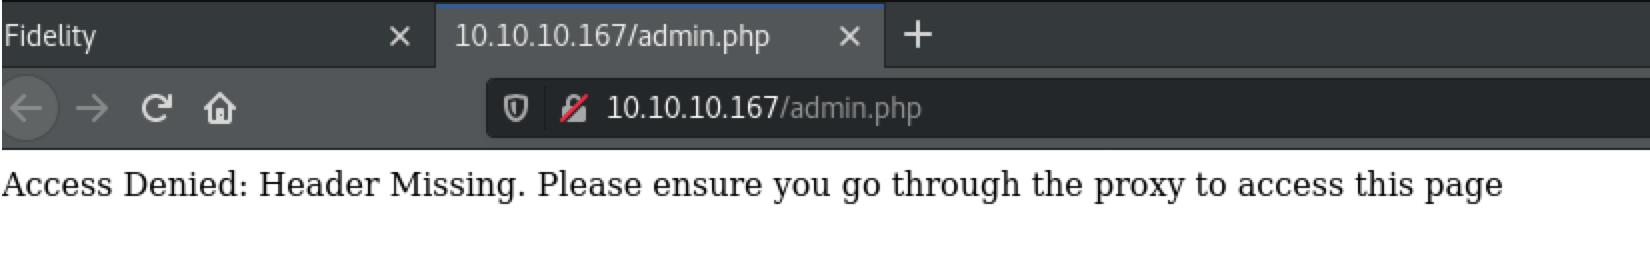 Fidelity 10.10.10.167/admin.php
10.10.10.167/admin.php
Access Denied: Header Missing. Please ensure you go through the proxy to access this page